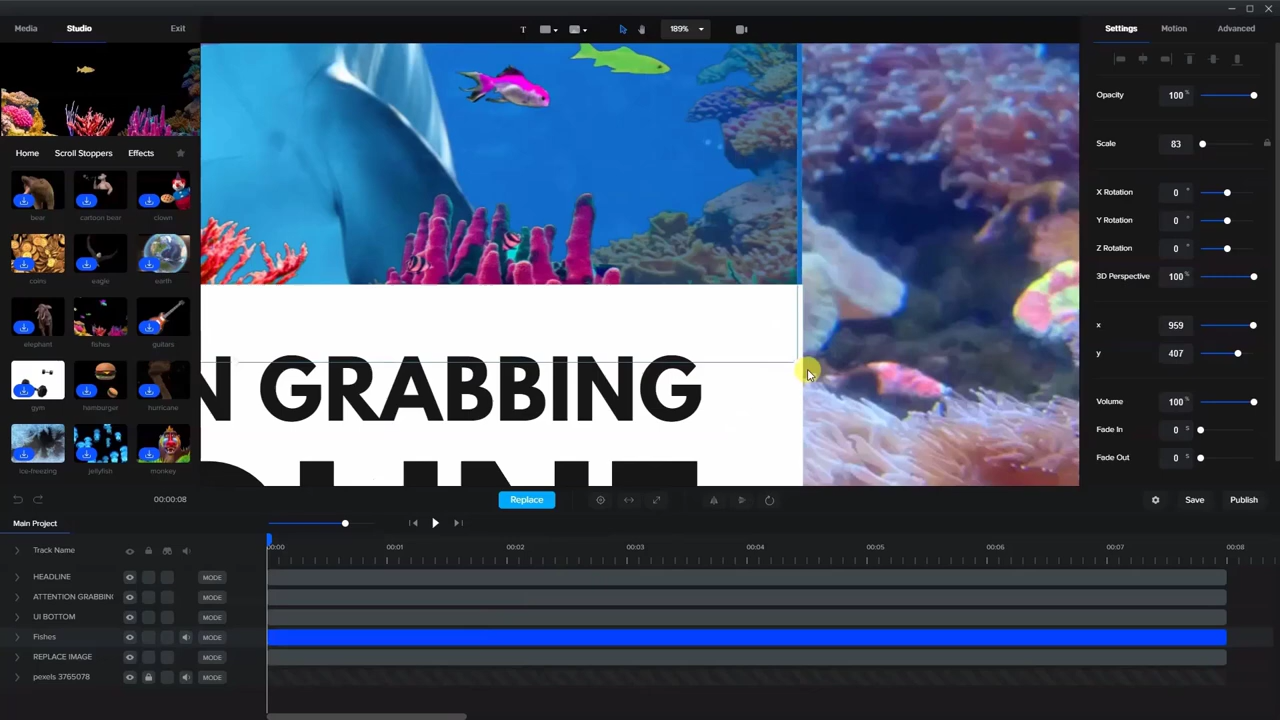 Media Studio Exit
T 189%
Settings Motion Advanced
Opacity 100 %
Home Scroll Stoppers Effects
Scale 83
bear cartoon bear clown
X Rotation 0 °
Y Rotation 0 °
Z Rotation 0 °
coins eagle earth
3D Perspective 100 %
x 959
elephant fishes guitars
y 407
N GRABBING
Volume 100 %
gym hemburger hurricane
Fade In 0 s
Fade Out 0 s
ice-freezing jellyfish monkey
00:00:08 Replace Save Publish
Main Project
Track Name 00:00 00:01 00:02 00:03 00:04 00:05 00:06 00:07 00:08
HEADLINE MODE
ATTENTION GRABBING MODE
UI BOTTOM MODE
Fishes MODE
REPLACE IMAGE MODE
pexels 3765078 MODE